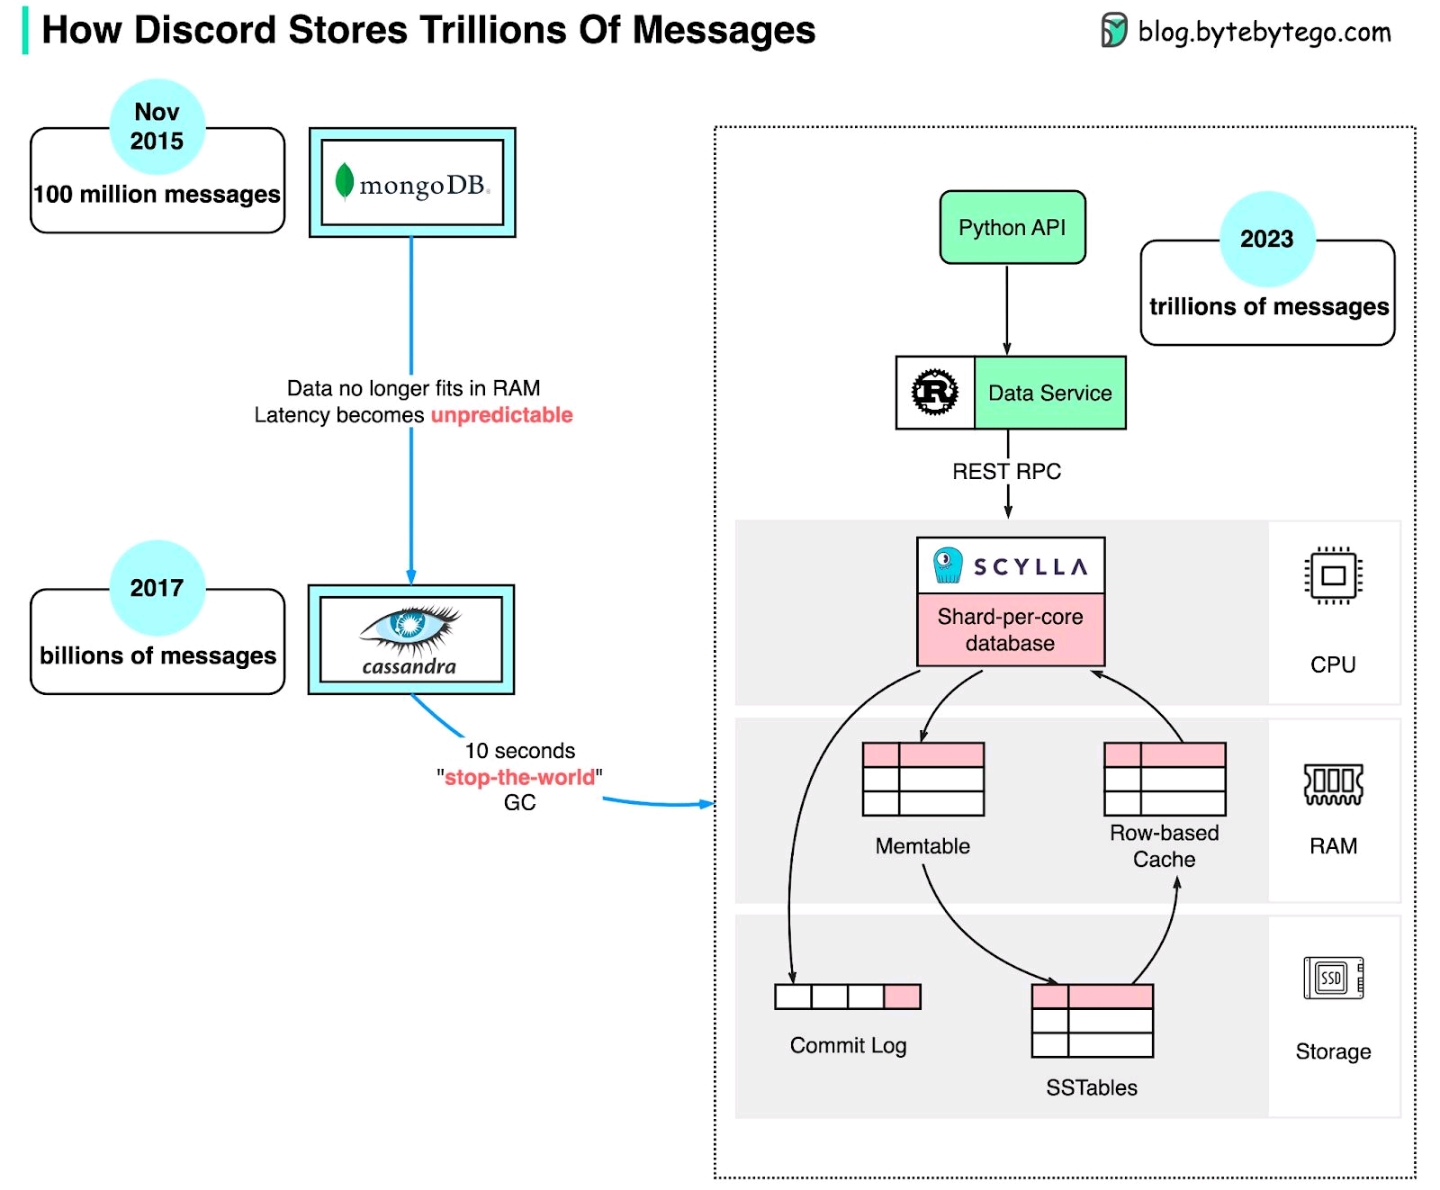 How Discord Stores Trillions Of Messages
blog.bytebytego.com
Nov
2015
100 million messages
mongoDB.
Data no longer fits in RAM
Latency becomes unpredictable
2017
billions of messages
cassandra
10 seconds
"stop-the-world"
GC
Python API
2023
trillions of messages
R
Data Service
REST RPC
SCYLLA
Shard-per-core
database
CPU
Memtable
Row-based
Cache
RAM
Commit Log
SSTables
SSD
Storage